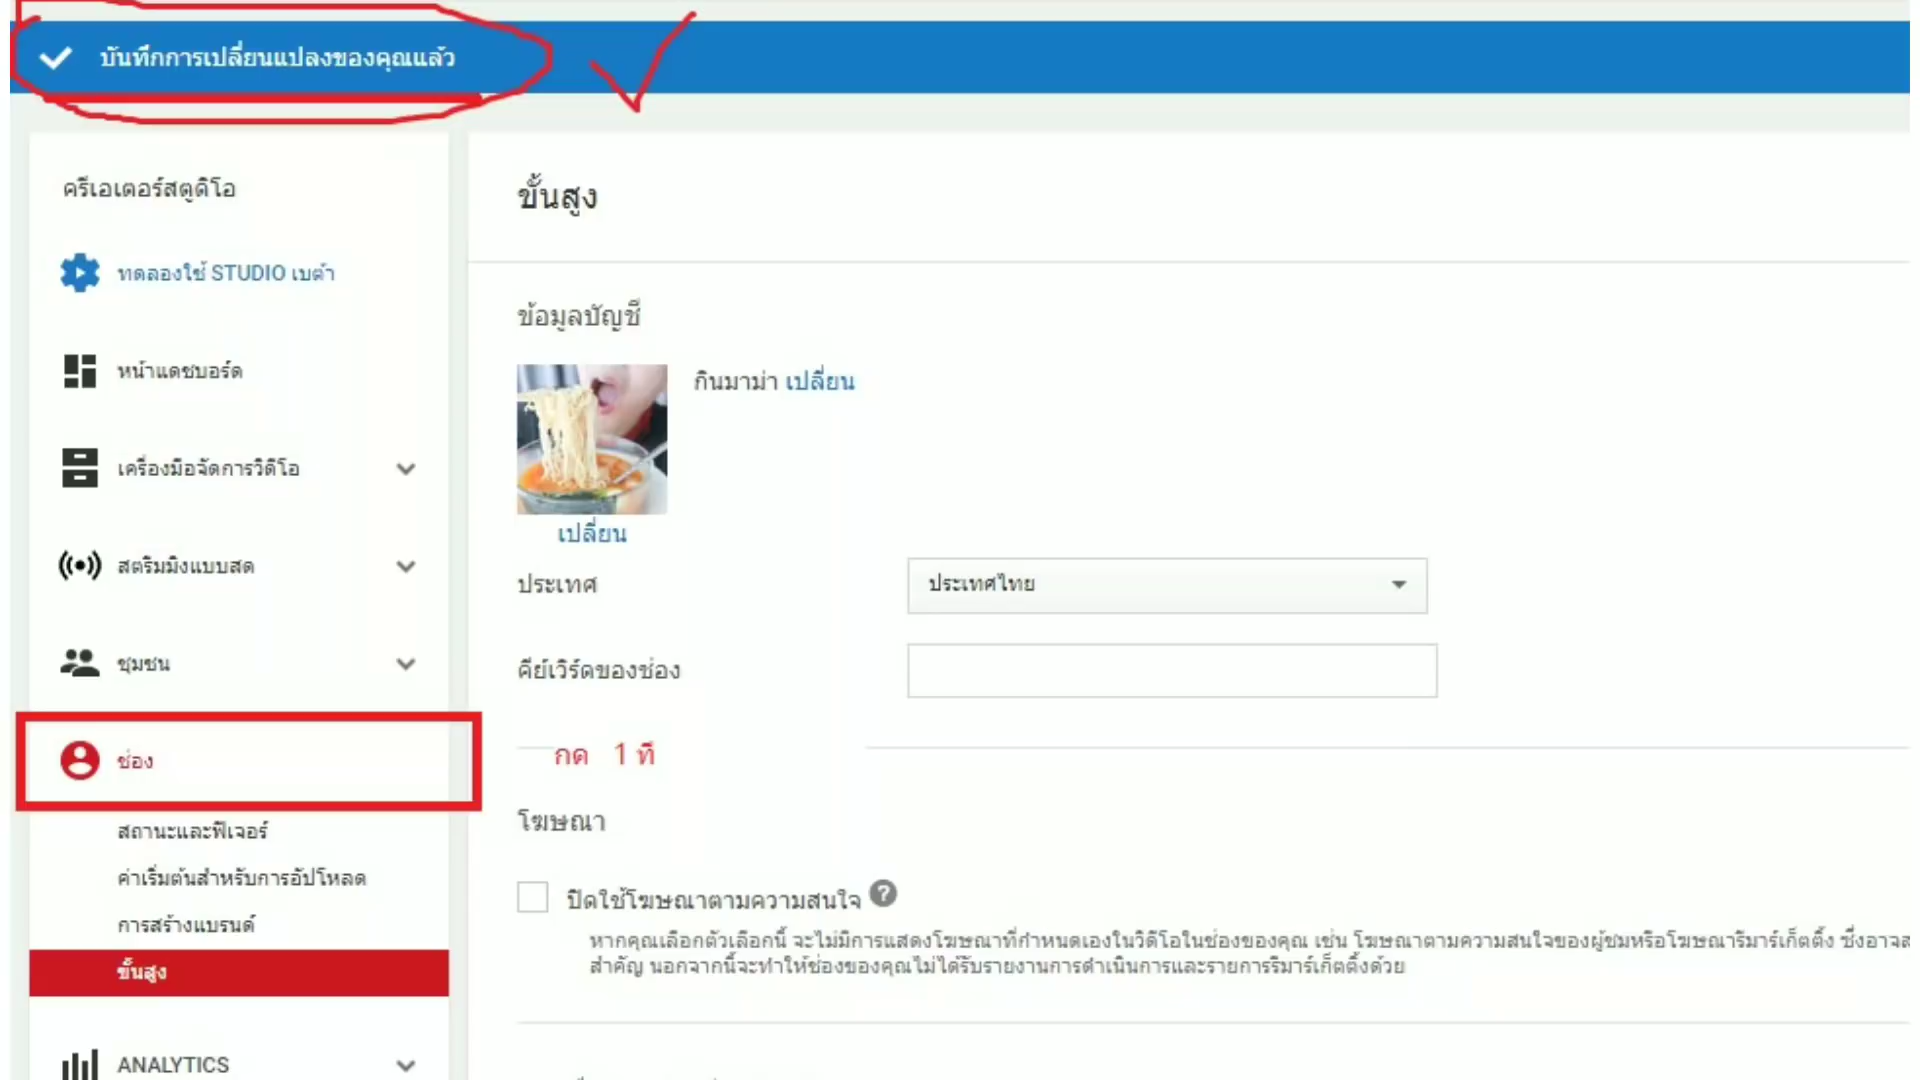 บันทึกการเปลี่ยนแปลงของคุณแล้ว
ครีเอเตอร์สตูดิโอ
ทดลองใช้ STUDIO เบต้า
หน้าแดชบอร์ด
เครื่องมือจัดการวิดีโอ
สตรีมมิงแบบสด
ชุมชน
ช่อง
สถานะและฟีเจอร์
ค่าเริ่มต้นสำหรับการอัปโหลด
การสร้างแบรนด์
ขั้นสูง
ANALYTICS
ขั้นสูง
ข้อมูลบัญชี
กินมาม่า เปลี่ยน
เปลี่ยน
ประเทศ
ประเทศไทย
คีย์เวิร์ดของช่อง
กด 1 ที
โฆษณา
ปิดใช้โฆษณาตามความสนใจ
หากคุณเลือกตัวเลือกนี้ จะไม่มีการแสดงโฆษณาที่กำหนดเองในวิดีโอในช่องของคุณ เช่น โฆษณาตามความสนใจของผู้ชมหรือโฆษณารีมาร์เก็ตติ้ง ซึ่งอาจส
สำคัญ นอกจากนี้จะทำให้ช่องของคุณไม่ได้รับรายงานการดำเนินการและรายการรีมาร์เก็ตติ้งด้วย